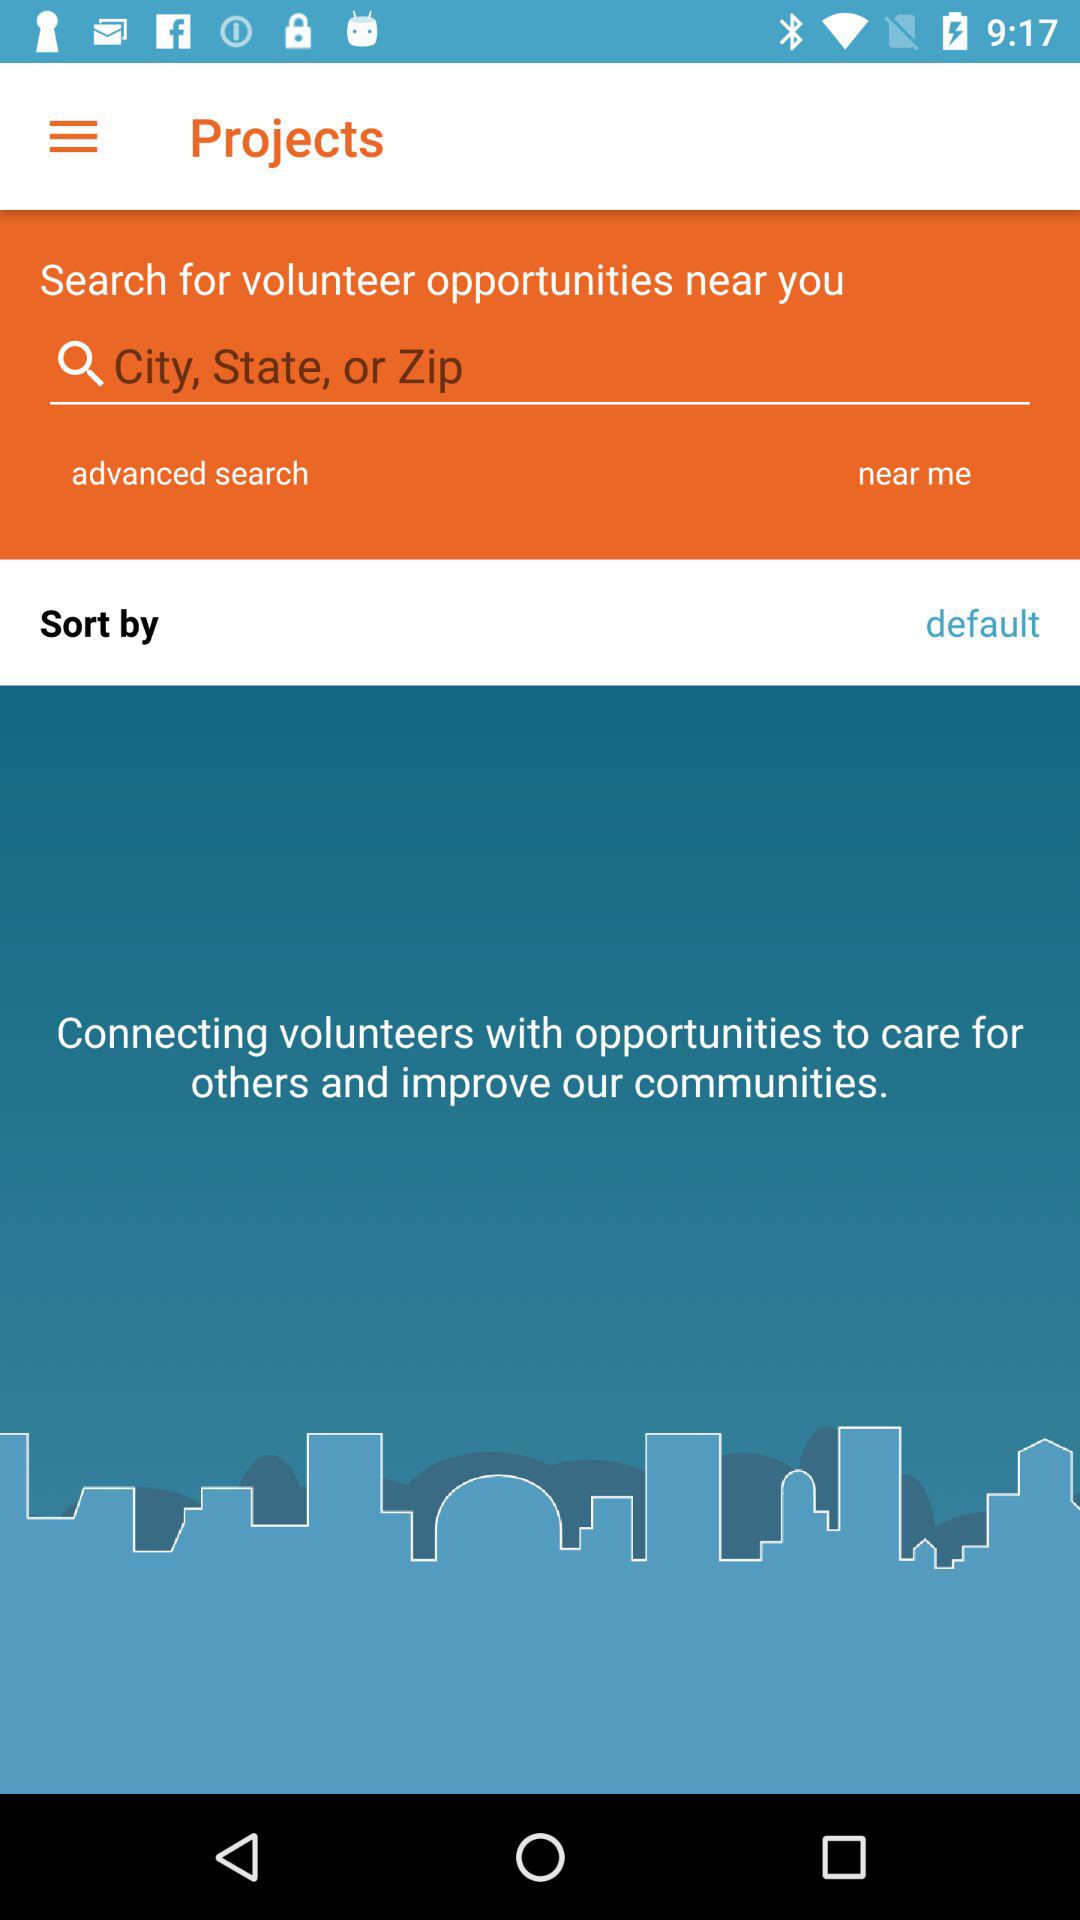 9:17
Projects
Search for volunteer opportunities near you
City, State, or Zip
advanced search near me
Sort by default
Connecting volunteers with opportunities to care for
others and improve our communities.